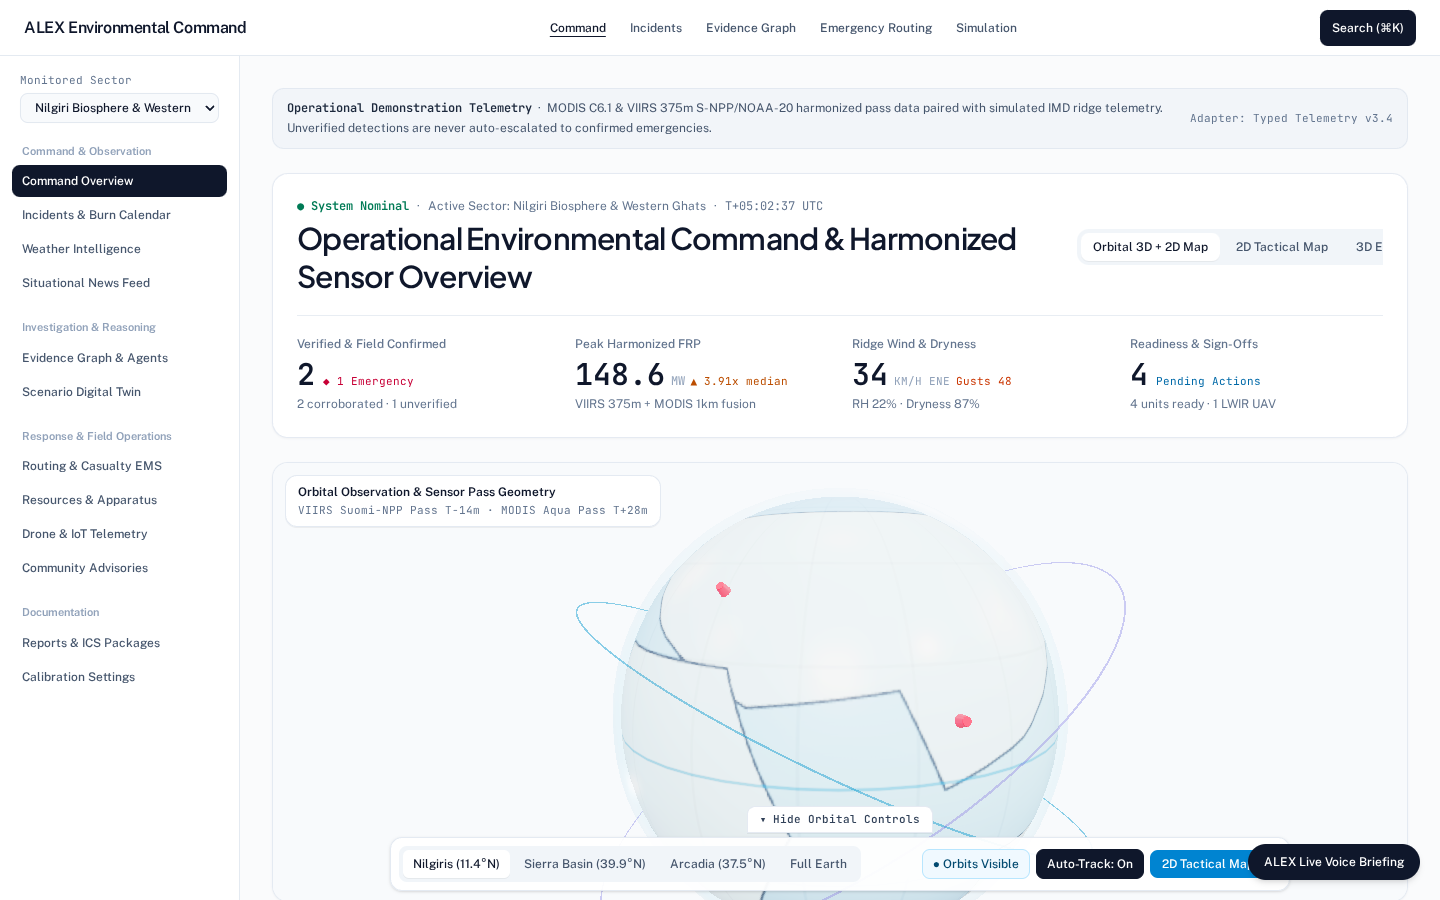 ALEX Environmental Command
Command
Incidents
Evidence Graph
Emergency Routing
Simulation
Search (⌘K)
Monitored Sector
Nilgiri Biosphere & Western
Command & Observation
Command Overview
Incidents & Burn Calendar
Weather Intelligence
Situational News Feed
Investigation & Reasoning
Evidence Graph & Agents
Scenario Digital Twin
Response & Field Operations
Routing & Casualty EMS
Resources & Apparatus
Drone & IoT Telemetry
Community Advisories
Documentation
Reports & ICS Packages
Calibration Settings
Operational Demonstration Telemetry · MODIS C6.1 & VIIRS 375m S-NPP/NOAA-20 harmonized pass data paired with simulated IMD ridge telemetry.
Unverified detections are never auto-escalated to confirmed emergencies.
Adapter: Typed Telemetry v3.4
● System Nominal · Active Sector: Nilgiri Biosphere & Western Ghats · T+05:02:37 UTC
Operational Environmental Command & Harmonized
Sensor Overview
Orbital 3D + 2D Map
2D Tactical Map
3D E
Verified & Field Confirmed
2 ◆ 1 Emergency
2 corroborated · 1 unverified
Peak Harmonized FRP
148.6 MW ▲ 3.91x median
VIIRS 375m + MODIS 1km fusion
Ridge Wind & Dryness
34 KM/H ENE Gusts 48
RH 22% · Dryness 87%
Readiness & Sign-Offs
4 Pending Actions
4 units ready · 1 LWIR UAV
Orbital Observation & Sensor Pass Geometry
VIIRS Suomi-NPP Pass T-14m · MODIS Aqua Pass T+28m
▾ Hide Orbital Controls
Nilgiris (11.4°N)
Sierra Basin (39.9°N)
Arcadia (37.5°N)
Full Earth
● Orbits Visible
Auto-Track: On
2D Tactical Ma
ALEX Live Voice Briefing